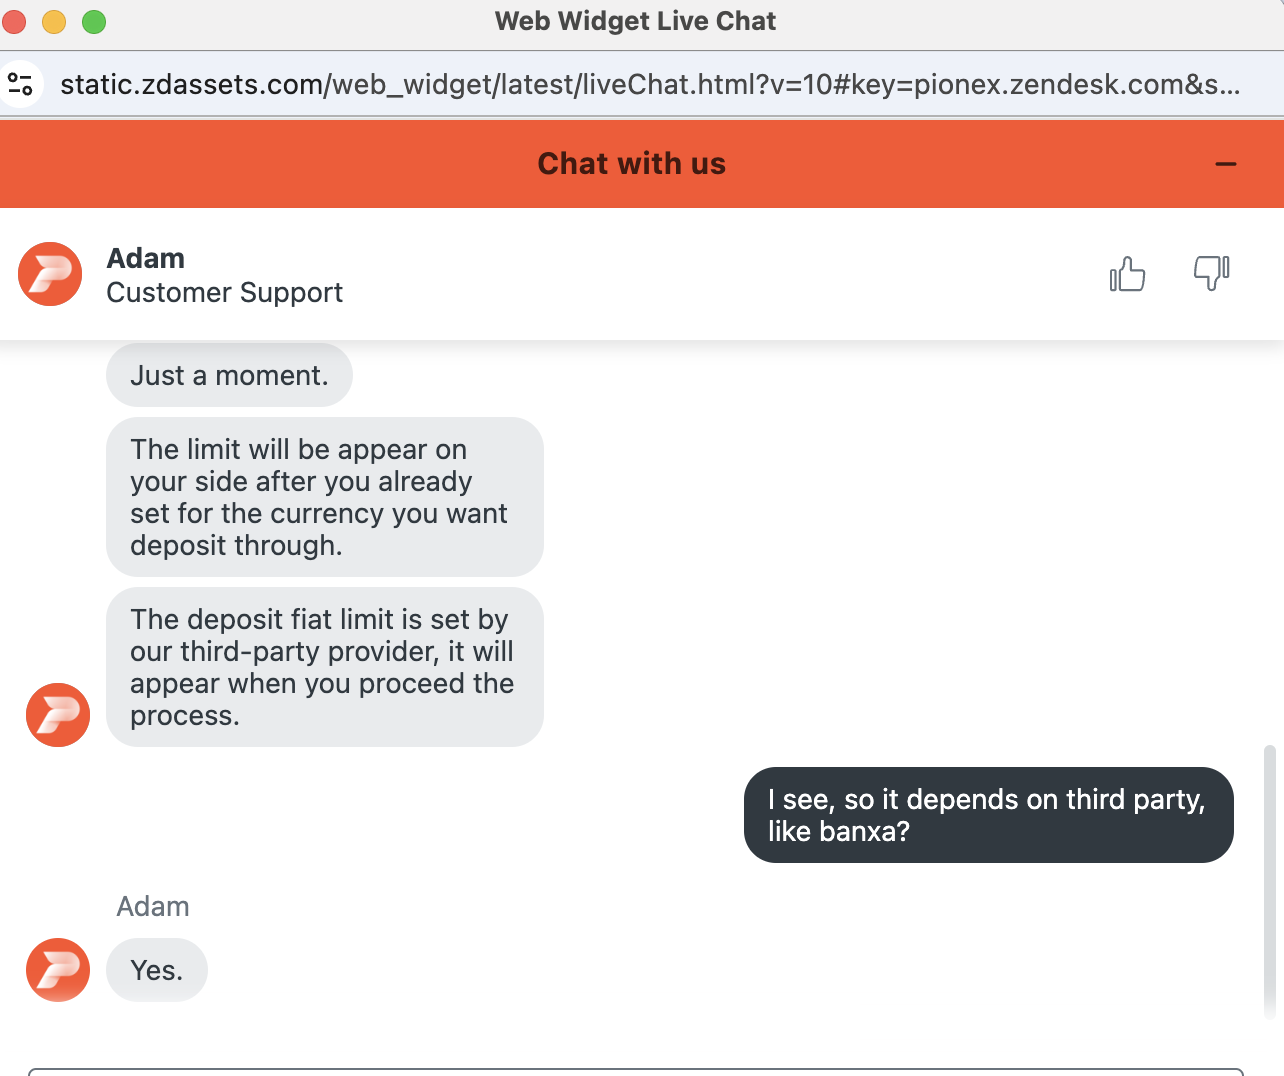 Web Widget Live Chat
static.zdassets.com/web_widget/latest/liveChat.html?v=10#key=pionex.zendesk.com&s...
Chat with us
Adam
Customer Support
Just a moment.
The limit will be appear on
your side after you already
set for the currency you want
deposit through.
The deposit fiat limit is set by
our third-party provider, it will
appear when you proceed the
process.
I see, so it depends on third party,
like banxa?
Adam
Yes.